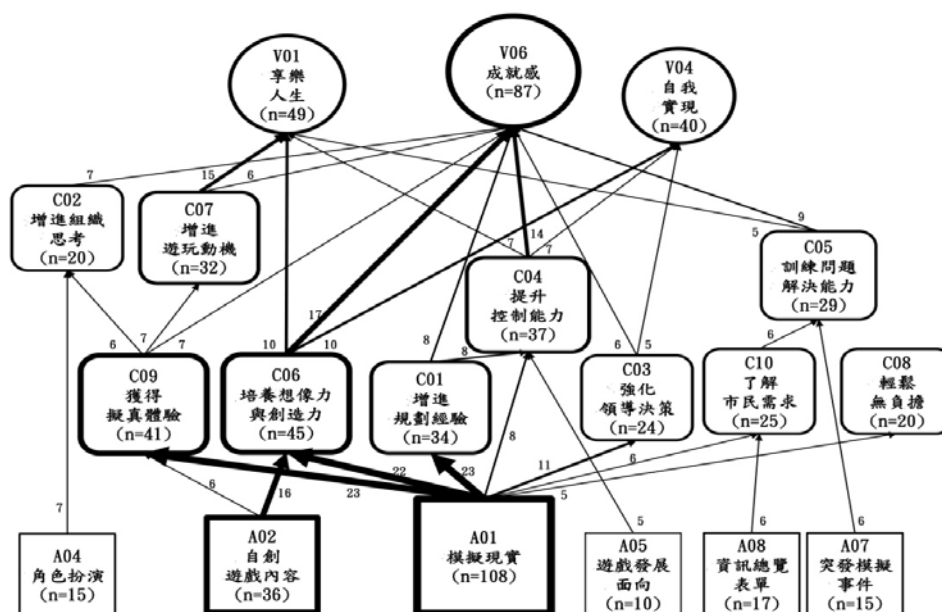 V01
享樂
人生
(n=49)
V06
成就感
(n=87)
V04
自我
實現
(n=40)
7
15
6
C02
增進組織
思考
(n=20)
C07
增進
遊玩動機
(n=32)
7
14
7
C04
提升
控制能力
(n=37)
5
9
C05
訓練問題
解決能力
(n=29)
6
7
7
10
17
10
8
8
6
5
6
C09
獲得
擬真體驗
(n=41)
C06
培養想像力
與創造力
(n=45)
C01
增進
規劃經驗
(n=34)
C03
強化
領導決策
(n=24)
C10
了解
市民需求
(n=25)
C08
輕鬆
無負擔
(n=20)
7
6
16
23
22
23
8
11
6
5
5
6
6
A04
角色扮演
(n=15)
A02
自創
遊戲內容
(n=36)
A01
模擬現實
(n=108)
A05
遊戲發展
面向
(n=10)
A08
資訊總覽
表單
(n=17)
A07
突發模擬
事件
(n=15)